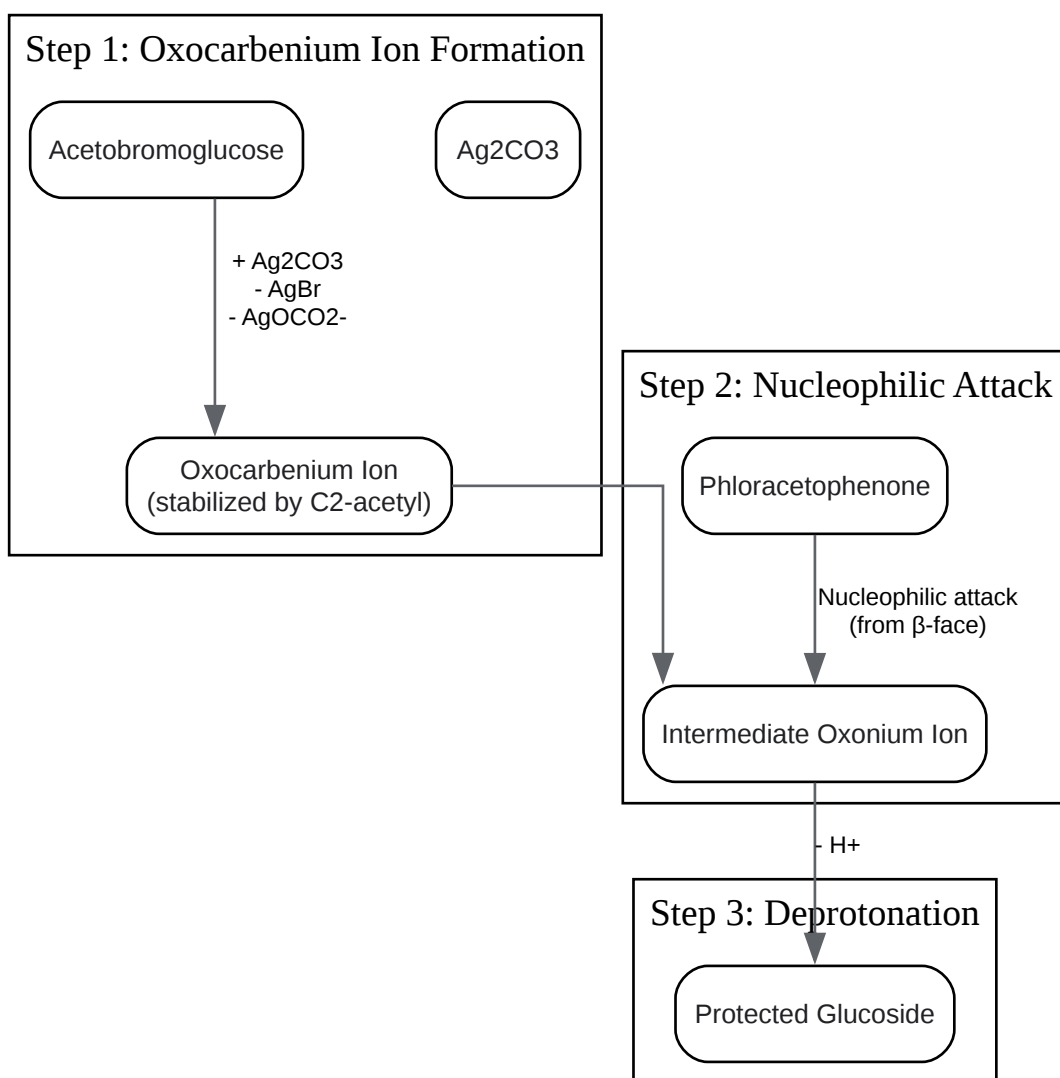 Step 1: Oxocarbenium Ion Formation
Acetobromoglucose
Ag2CO3
+ Ag2CO3
- AgBr
- AgOCO2-
Oxocarbenium Ion
(stabilized by C2-acetyl)
Step 2: Nucleophilic Attack
Phloracetophenone
Nucleophilic attack
(from β-face)
Intermediate Oxonium Ion
- H+
Step 3: Deprotonation
Protected Glucoside